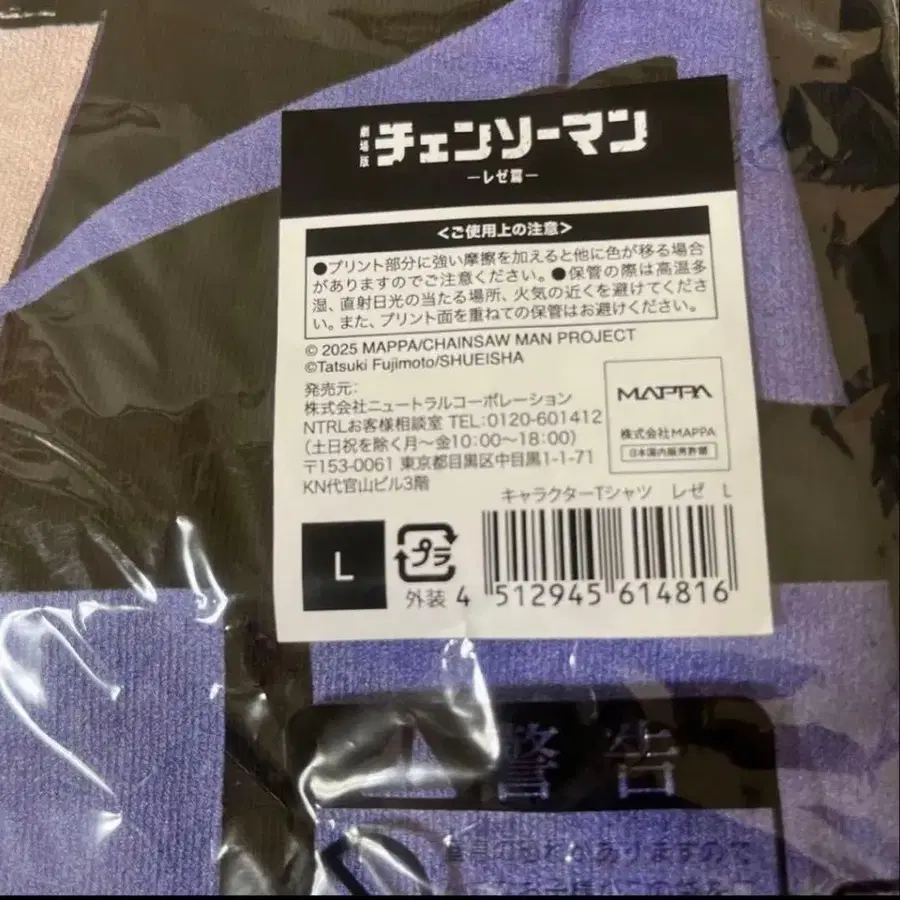 劇場版 チェンソーマン
ーレゼ篇ー
＜ご使用上の注意＞
●プリント部分に強い摩擦を加えると他に色が移る場合
がありますのでご注意ください。●保管の際は高温多
湿、直射日光の当たる場所、火気の近くを避けてくださ
い。また、プリント面を重ねての保管はお避けください。
© 2025 MAPPA/CHAINSAW MAN PROJECT
©Tatsuki Fujimoto/SHUEISHA
発売元:
株式会社ニュートラルコーポレーション
NTRLお客様相談室 TEL:0120-601412
（土日祝を除く月～金10:00～18:00）
〒153-0061 東京都目黒区中目黒1-1-71
KN代官山ビル3階
MAPPA
株式会社MAPPA
日本国内販売許諾
キャラクターTシャツ レゼ L
L
プラ
外装
4 512945 614816
警告
窒息の恐れがありますので